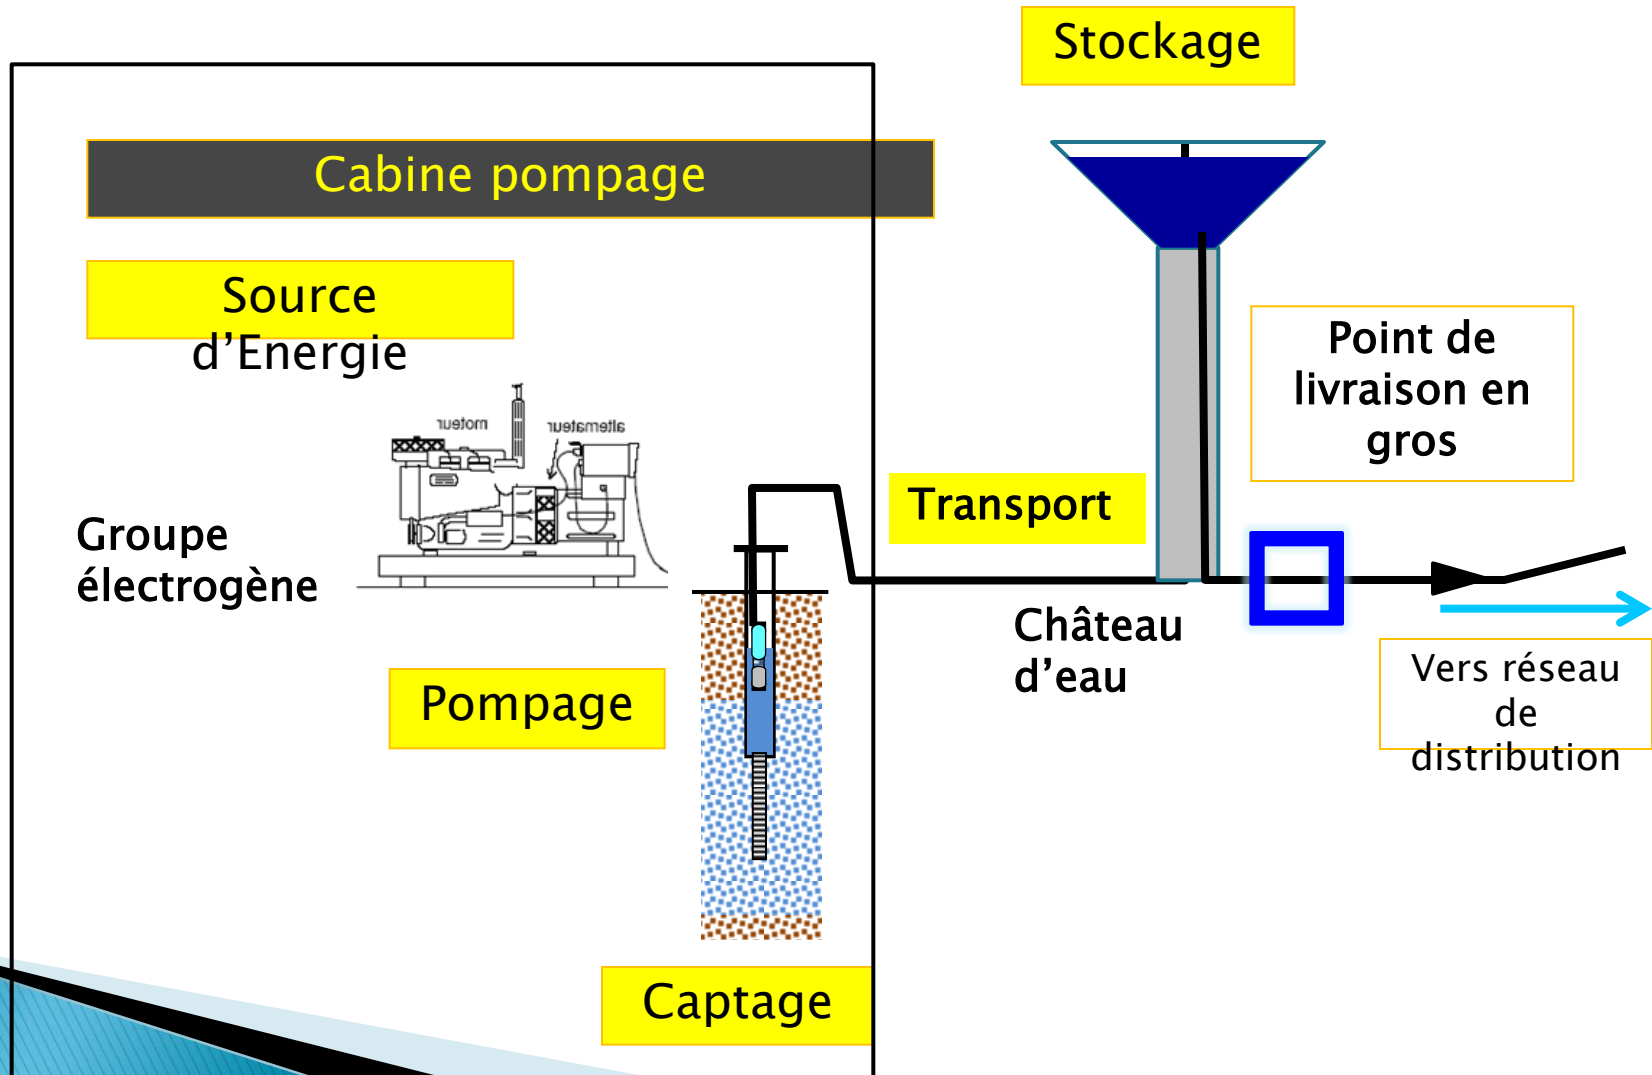 Stockage
Cabine pompage
Source
d’Energie
moteur
alternateur
Point de
livraison en
gros
Transport
Groupe
électrogène
Château
d’eau
Pompage
Vers réseau
de
distribution
Captage